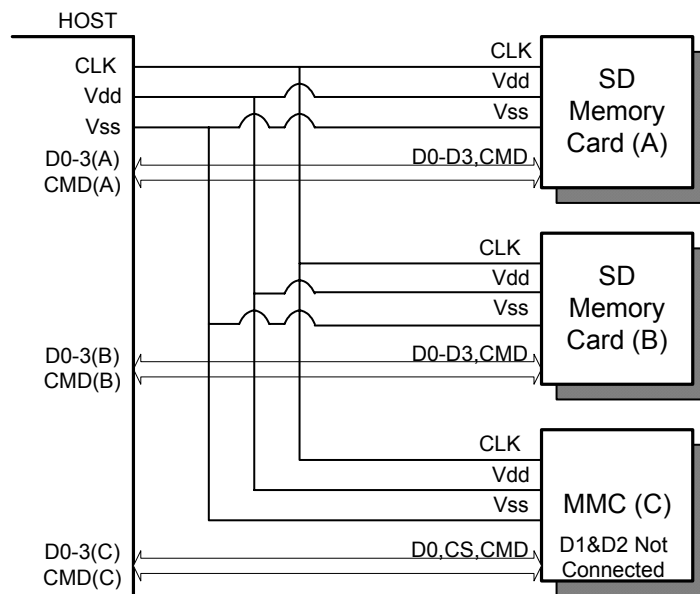 HOST
CLK
Vdd
Vss
D0-3(A)
CMD(A)
CLK
Vdd
Vss
D0-D3,CMD
SD
Memory
Card (A)
D0-3(B)
CMD(B)
CLK
Vdd
Vss
D0-D3,CMD
SD
Memory
Card (B)
D0-3(C)
CMD(C)
CLK
Vdd
Vss
D0,CS,CMD
MMC (C)
D1&D2 Not
Connected